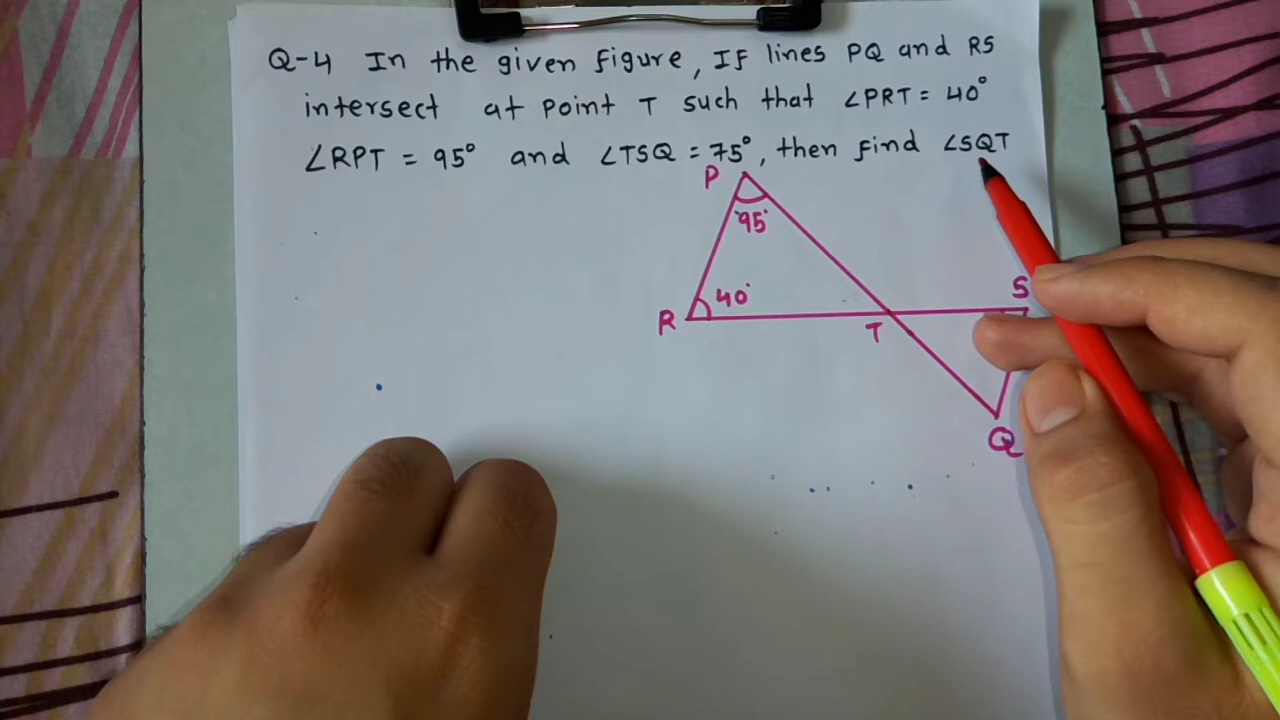 Q-4 In the given figure, If lines PQ and RS
intersect at point T such that ∠PRT = 40°
∠RPT = 95° and ∠TSQ = 75°, then find ∠SQT
P
95°
40°
S
R
T
Q